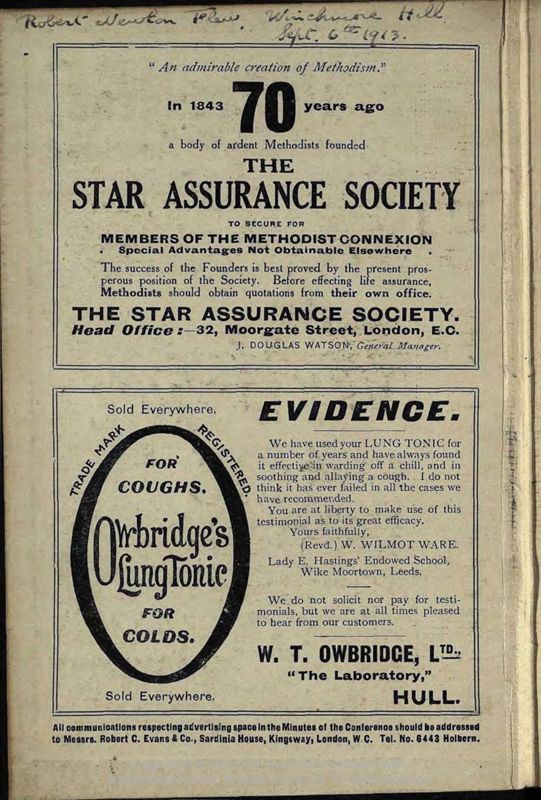 Robert Newton Flew. Winchmore Hill.
Sept. 6th 1913.
"An admirable creation of Methodism."
In 1843 70 years ago
a body of ardent Methodists founded
THE
STAR ASSURANCE SOCIETY
TO SECURE FOR
MEMBERS OF THE METHODIST CONNEXION
. Special Advantages Not Obtainable Elsewhere .
The success of the Founders is best proved by the present pros-
perous position of the Society. Before effecting life assurance,
Methodists should obtain quotations from their own office.
THE STAR ASSURANCE SOCIETY.
Head Office:—32, Moorgate Street, London, E.C.
J. DOUGLAS WATSON, General Manager.
Sold Everywhere.
TRADE MARK
REGISTERED.
FOR
COUGHS.
Owbridge's
Lung Tonic
FOR
COLDS.
Sold Everywhere.
EVIDENCE.
We have used your LUNG TONIC for
a number of years and have always found
it effective in warding off a chill, and in
soothing and allaying a cough. I do not
think it has ever failed in all the cases we
have recommended.
You are at liberty to make use of this
testimonial as to its great efficacy.
Yours faithfully,
(Revd.) W. WILMOT WARE.
Lady E. Hastings' Endowed School,
Wike Moortown, Leeds.
We do not solicit nor pay for testi-
monials, but we are at all times pleased
to hear from our customers.
W. T. OWBRIDGE, LTD.,
"The Laboratory,"
HULL.
All communications respecting advertising space in the Minutes of the Conference should be addressed
to Messrs. Robert C. Evans & Co., Sardinia House, Kingsway, London, W.C. Tel. No. 6443 Holborn.